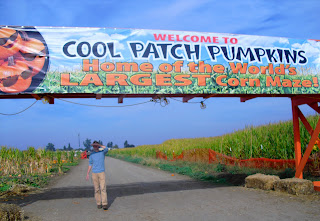 WELCOME TO
COOL PATCH PUMPKINS
Home of the World's
LARGEST Corn Maze!